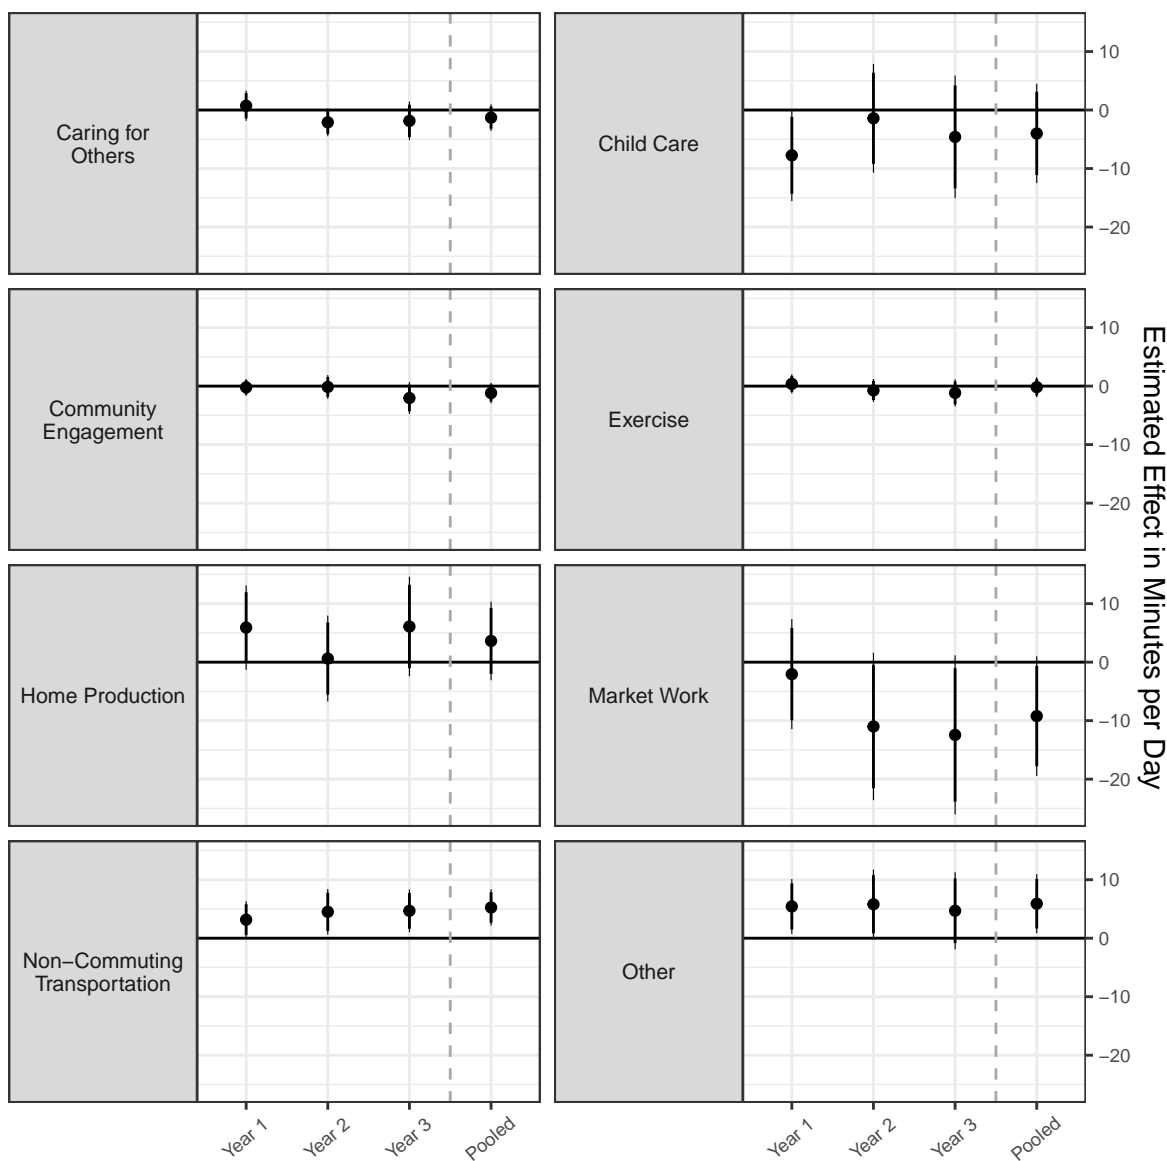 Caring for
Others
Child Care
10
0
−10
−20
Community
Engagement
Exercise
10
0
−10
−20
Home Production
Market Work
10
0
−10
−20
Non−Commuting
Transportation
Other
10
0
−10
−20
Year 1
Year 2
Year 3
Pooled
Year 1
Year 2
Year 3
Pooled
Estimated Effect in Minutes per Day